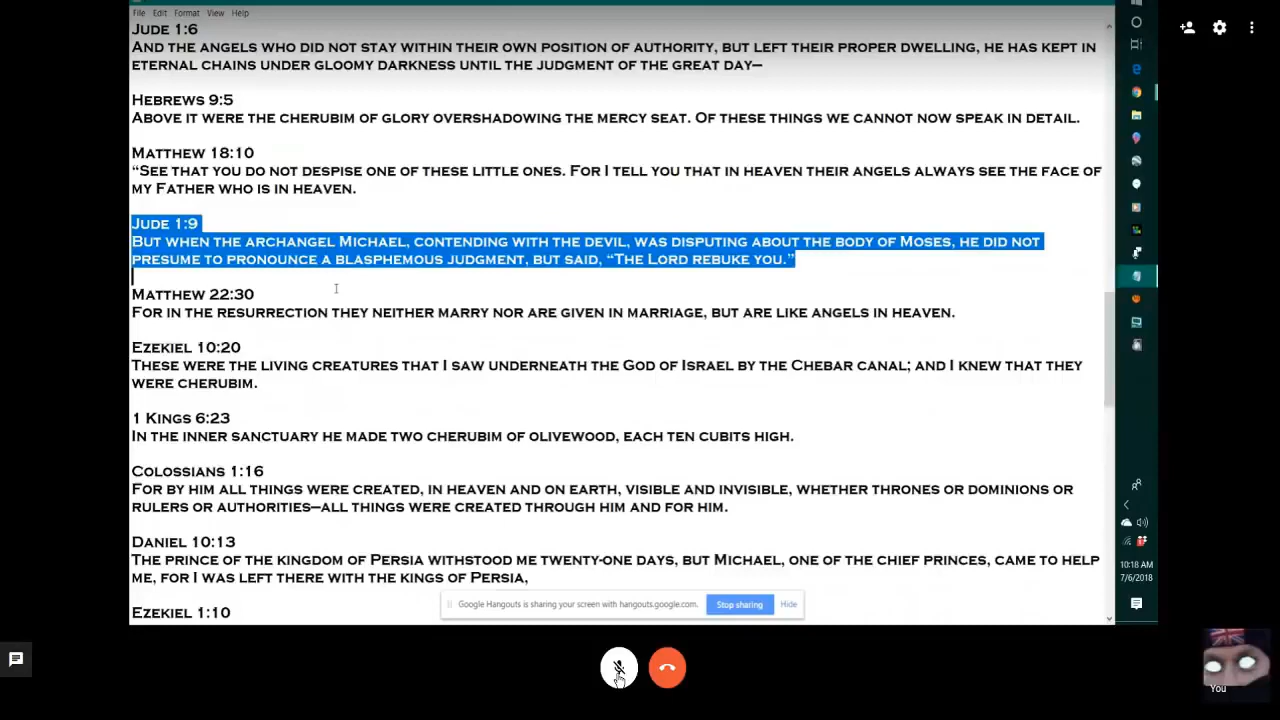 File Edit Format View Help
Jude 1:6
And the angels who did not stay within their own position of authority, but left their proper dwelling, he has kept in
eternal chains under gloomy darkness until the judgment of the great day—
Hebrews 9:5
Above it were the cherubim of glory overshadowing the mercy seat. Of these things we cannot now speak in detail.
Matthew 18:10
“See that you do not despise one of these little ones. For I tell you that in heaven their angels always see the face of
my Father who is in heaven.
Jude 1:9
But when the archangel Michael, contending with the devil, was disputing about the body of Moses, he did not
presume to pronounce a blasphemous judgment, but said, “The Lord rebuke you.”
Matthew 22:30
For in the resurrection they neither marry nor are given in marriage, but are like angels in heaven.
Ezekiel 10:20
These were the living creatures that I saw underneath the God of Israel by the Chebar canal; and I knew that they
were cherubim.
1 Kings 6:23
In the inner sanctuary he made two cherubim of olivewood, each ten cubits high.
Colossians 1:16
For by him all things were created, in heaven and on earth, visible and invisible, whether thrones or dominions or
rulers or authorities—all things were created through him and for him.
Daniel 10:13
The prince of the kingdom of Persia withstood me twenty-one days, but Michael, one of the chief princes, came to help
me, for I was left there with the kings of Persia,
Ezekiel 1:10
Google Hangouts is sharing your screen with hangouts.google.com. Stop sharing Hide
10:18 AM
7/6/2018
You